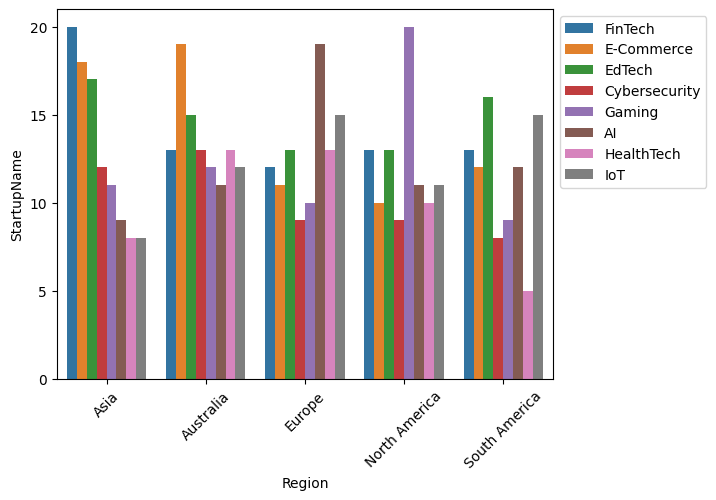 20
15
10
5
0
StartupName
Asia
Australia
Europe
North America
South America
Region
FinTech
E-Commerce
EdTech
Cybersecurity
Gaming
AI
HealthTech
IoT